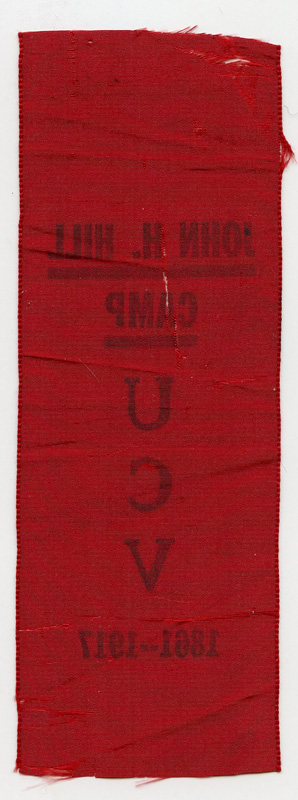 JOHN H. HILL
CAMP
U
C
V
1861--1917